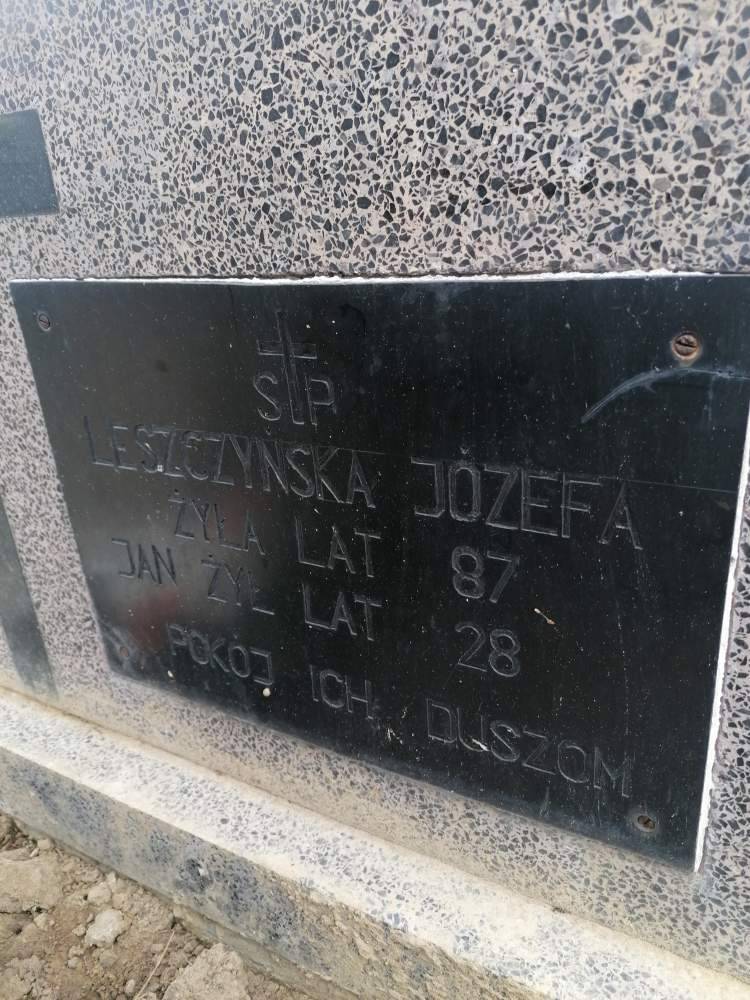 S P
LESZCZYŃSKA JÓZEFA
ŻYŁA LAT 87
JAN ŻYŁ LAT 28
POKÓJ ICH DUSZOM